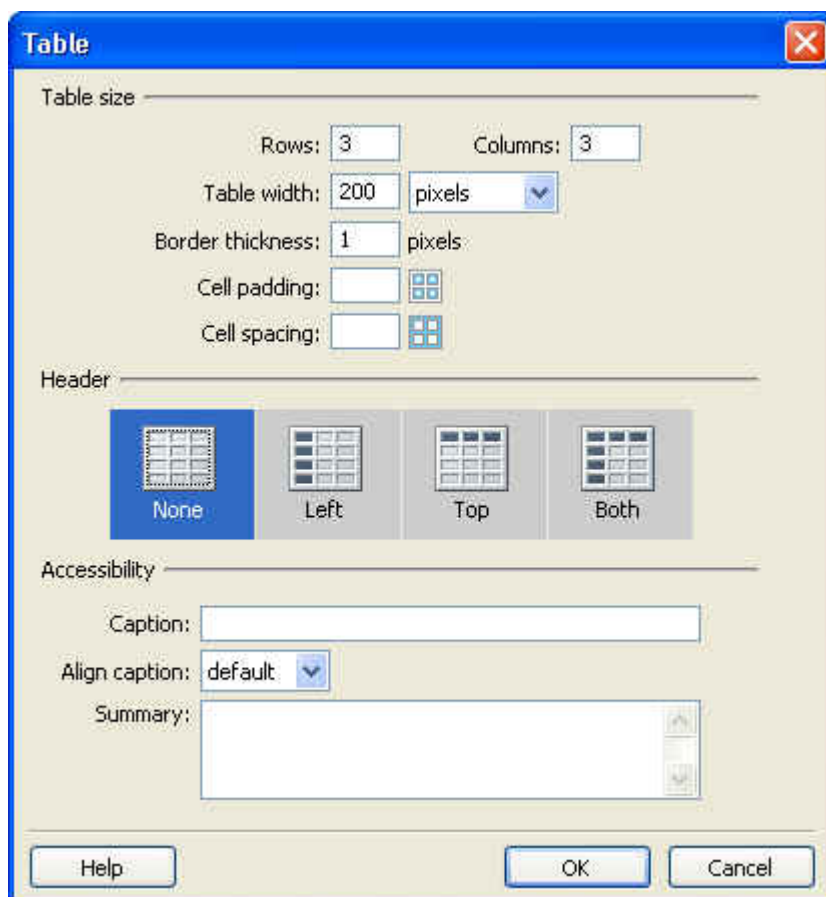 Table
Table size
Rows: 3 Columns: 3
Table width: 200 pixels
Border thickness: 1 pixels
Cell padding:
Cell spacing:
Header
None Left Top Both
Accessibility
Caption:
Align caption: default
Summary:
Help OK Cancel